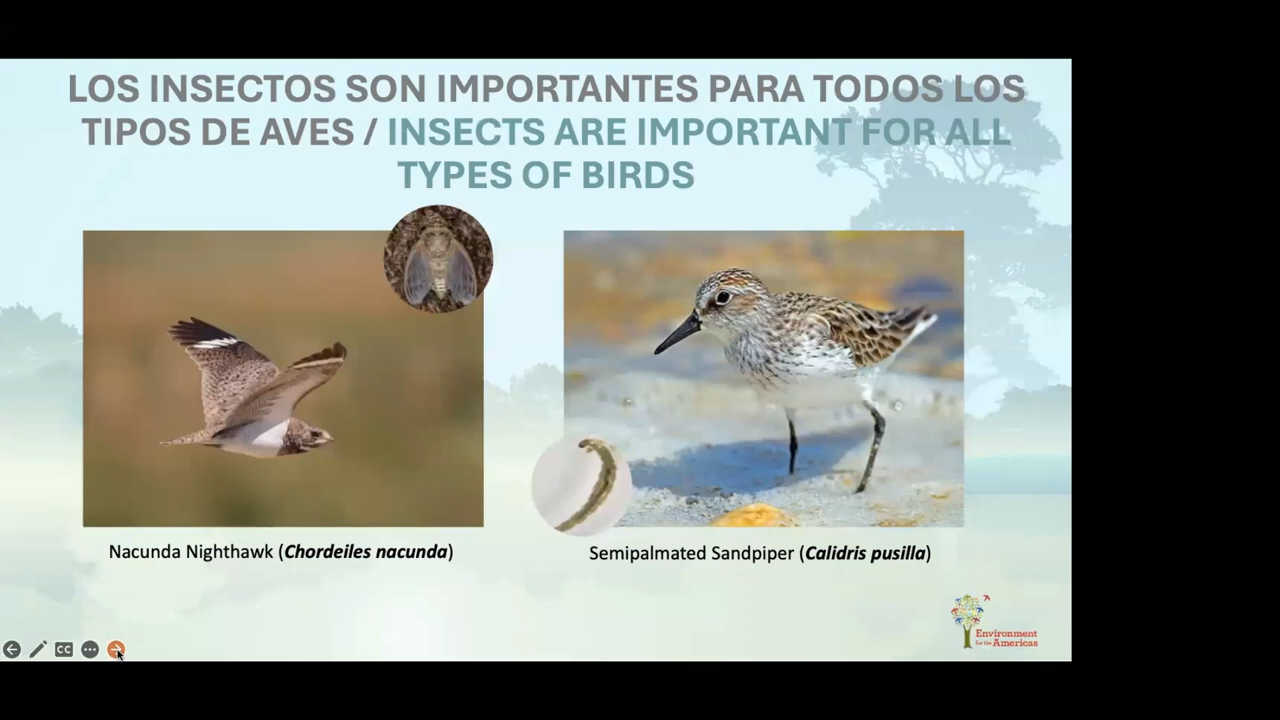 LOS INSECTOS SON IMPORTANTES PARA TODOS LOS
TIPOS DE AVES / INSECTS ARE IMPORTANT FOR ALL
TYPES OF BIRDS
Nacunda Nighthawk (Chordeiles nacunda)
Semipalmated Sandpiper (Calidris pusilla)
Environment
for the Americas
CC